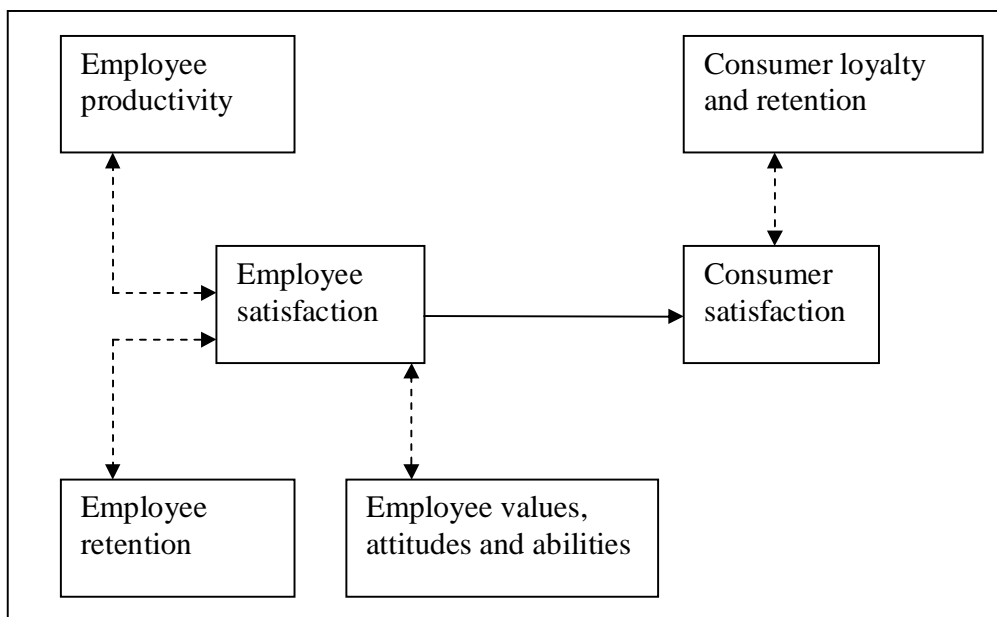 Employee
productivity
Consumer loyalty
and retention
Employee
satisfaction
Consumer
satisfaction
Employee
retention
Employee values,
attitudes and abilities